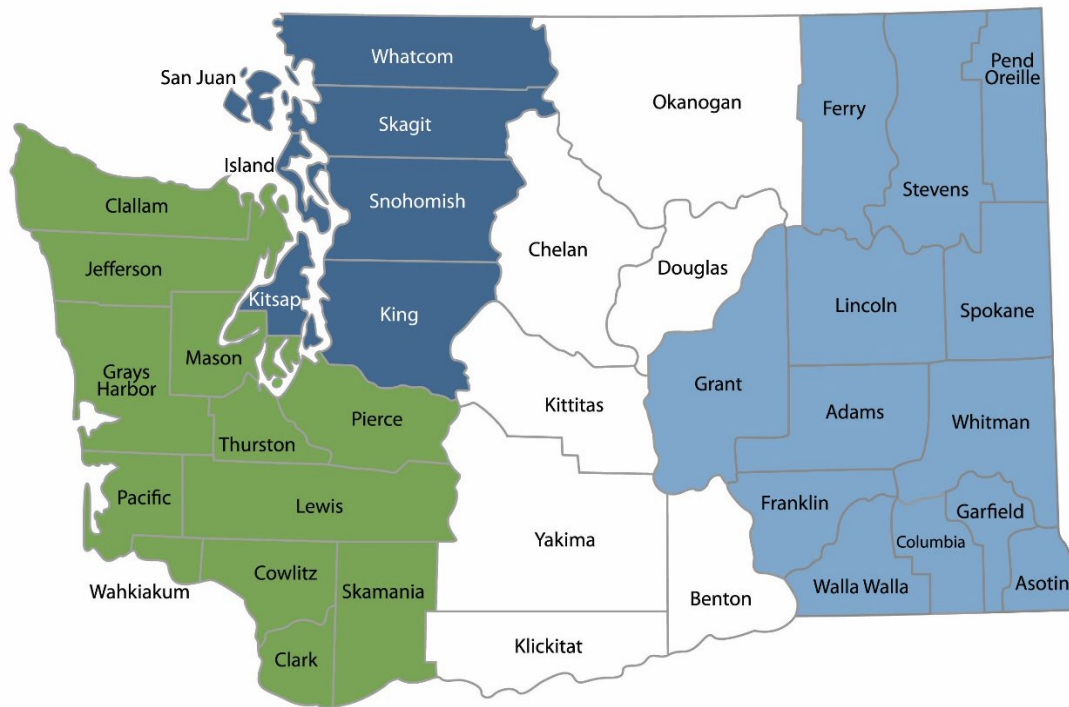 Whatcom
San Juan
Skagit
Island
Snohomish
Kitsap
King
Okanogan
Chelan
Douglas
Ferry
Stevens
Pend
Oreille
Lincoln
Spokane
Grant
Adams
Whitman
Clallam
Jefferson
Mason
Grays
Harbor
Thurston
Pierce
Kittitas
Pacific
Lewis
Yakima
Franklin
Garfield
Columbia
Walla Walla
Asotin
Benton
Wahkiakum
Cowlitz
Skamania
Klickitat
Clark